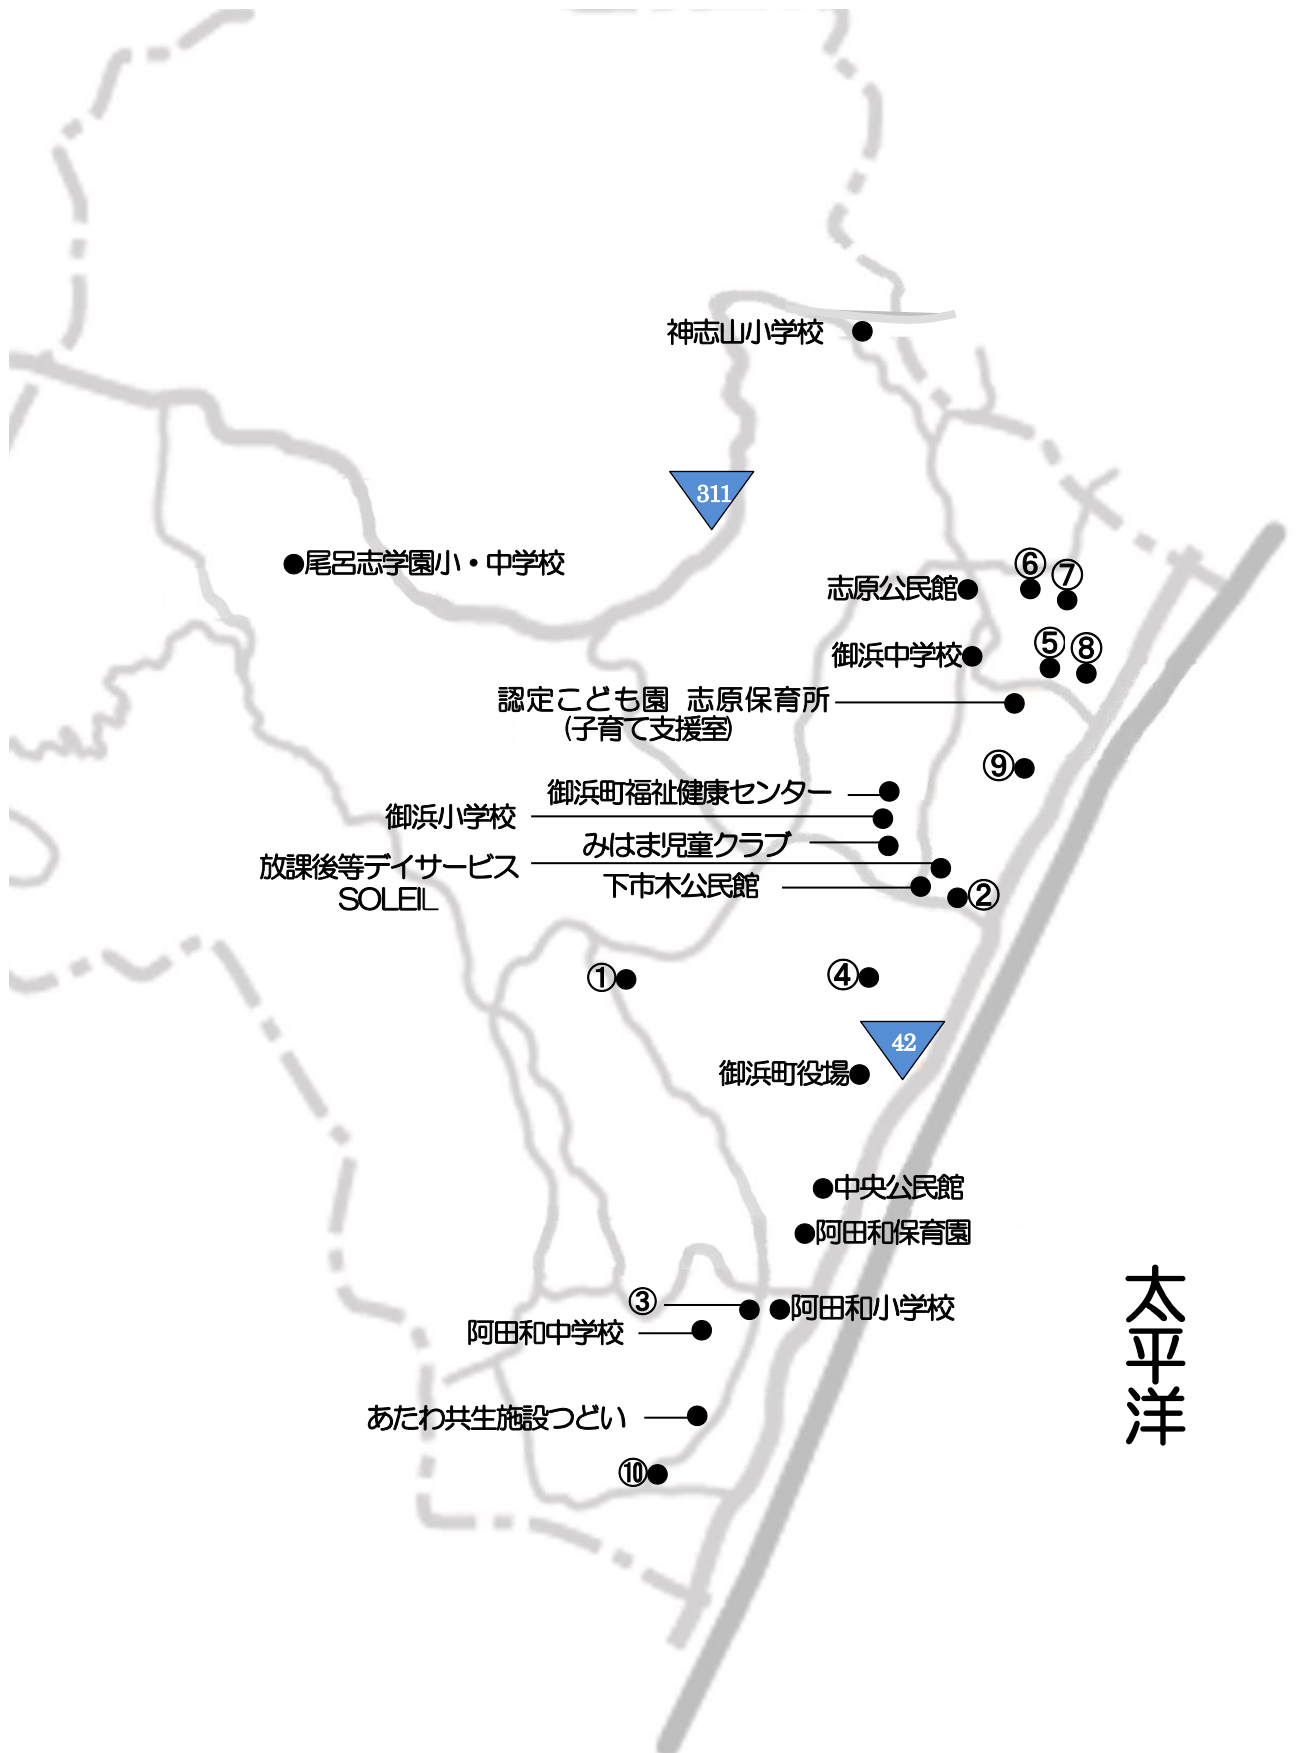 神志山小学校
311
尾呂志学園小・中学校
⑥
⑦
志原公民館
⑤
⑧
御浜中学校
認定こども園 志原保育所
(子育て支援室)
⑨
御浜町福祉健康センター
御浜小学校
みはま児童クラブ
放課後等デイサービス
SOLEIL
下市木公民館
②
①
④
42
御浜町役場
中央公民館
阿田和保育園
太平洋
③
阿田和小学校
阿田和中学校
あたわ共生施設つどい
⑩